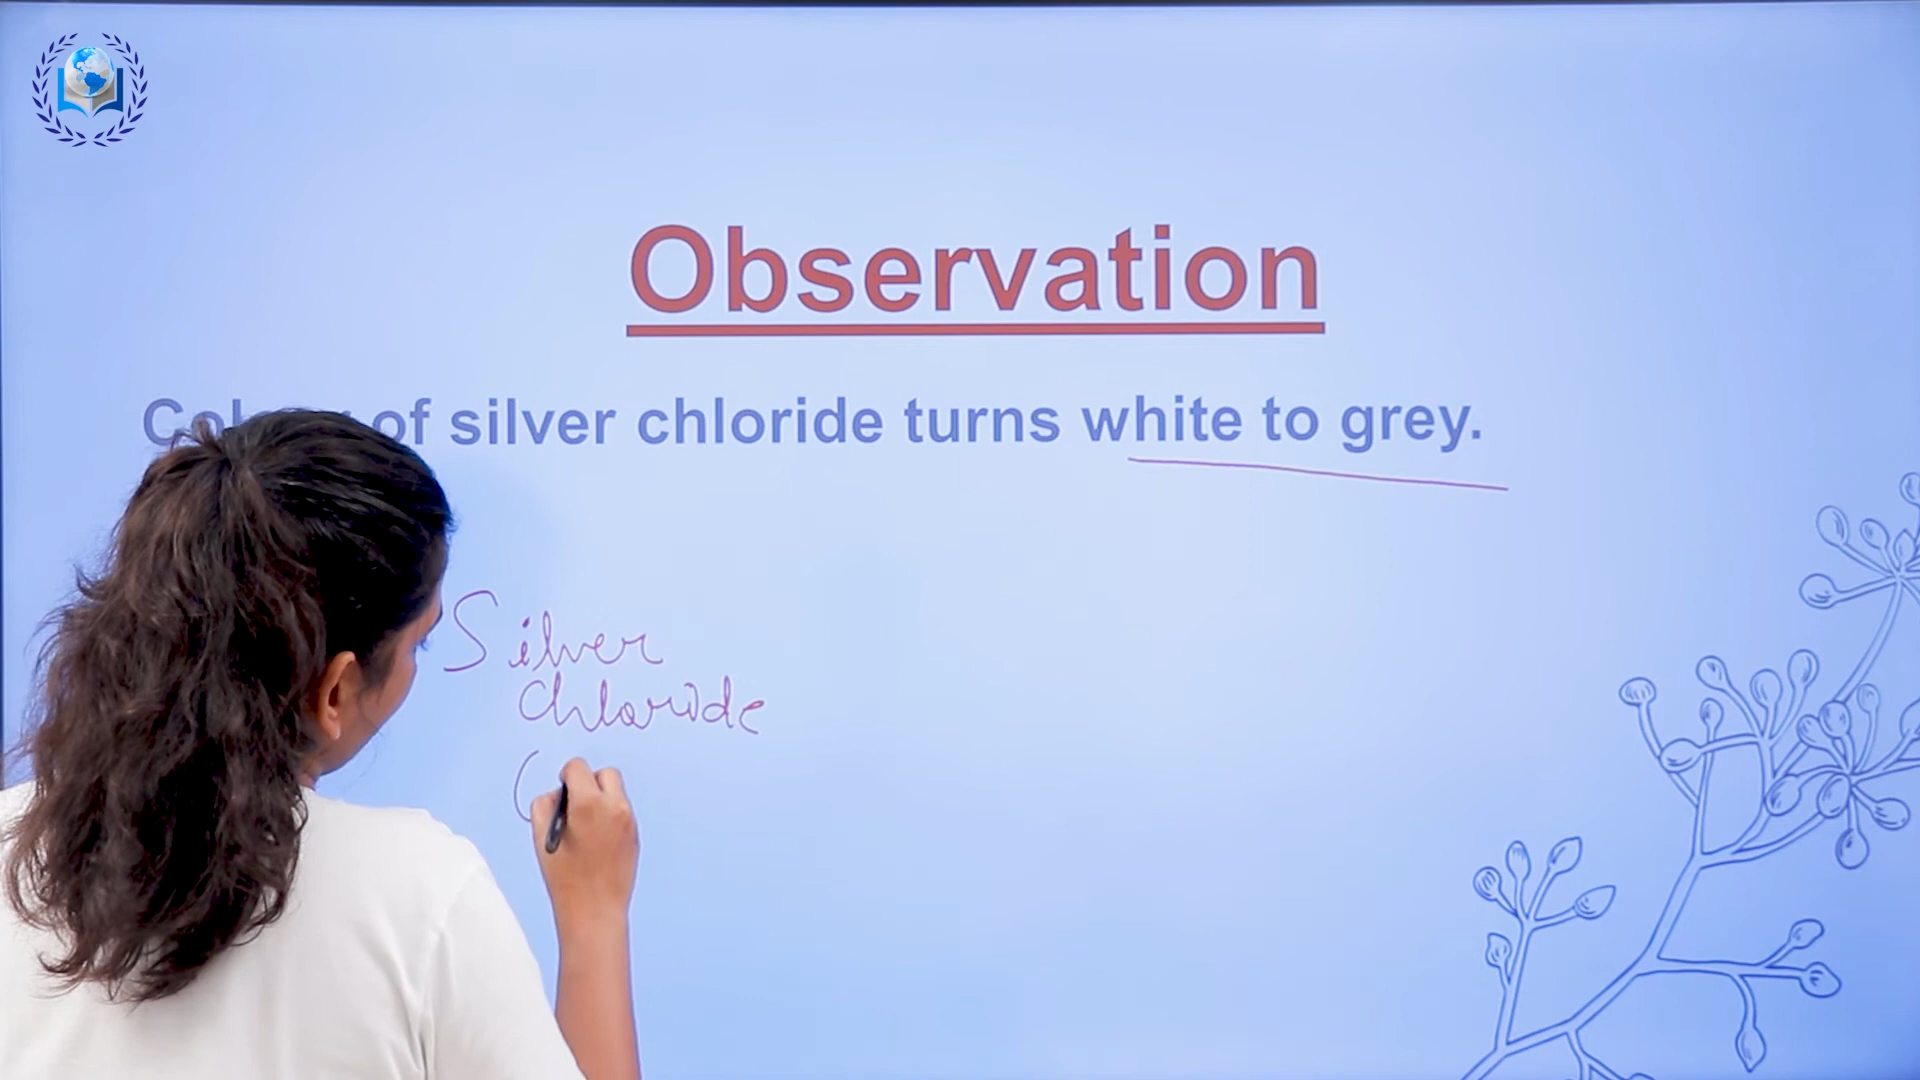 Observation
of silver chloride turns white to grey.
Silver
chloride
(